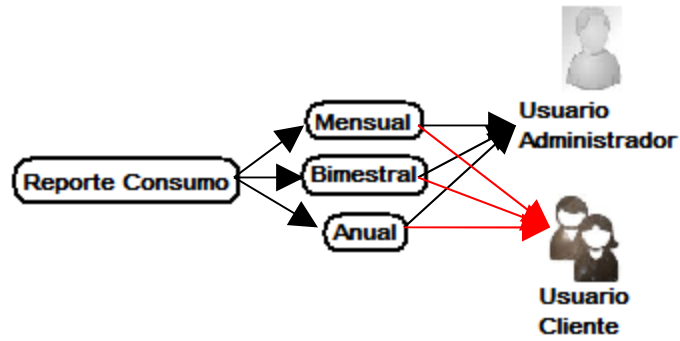 Usuario
Administrador
Mensual
Bimestral
Reporte Consumo
Anual
Usuario
Cliente